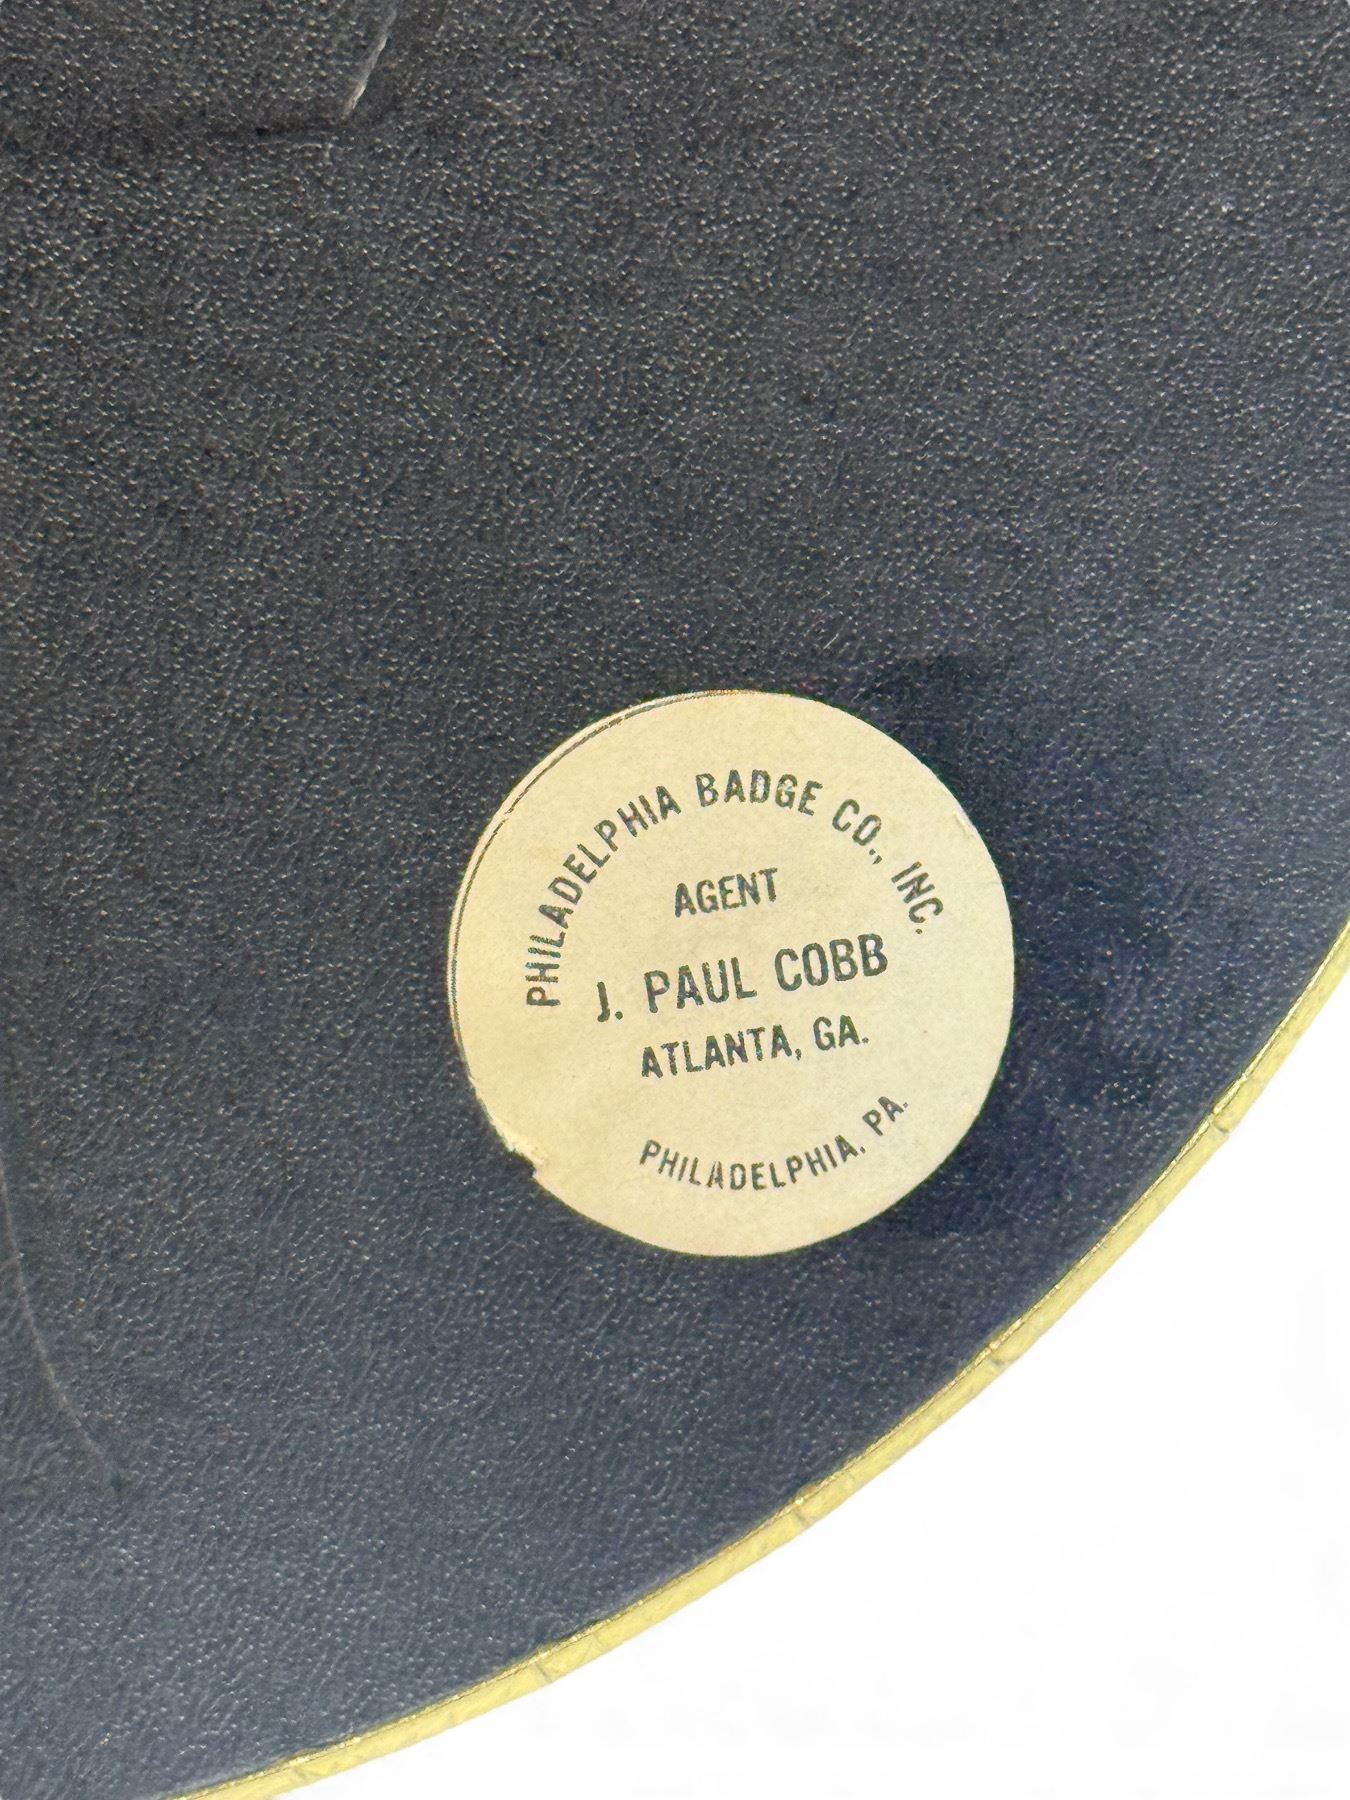 PHILADELPHIA BADGE CO., INC.
AGENT
J. PAUL COBB
ATLANTA, GA.
PHILADELPHIA, PA.